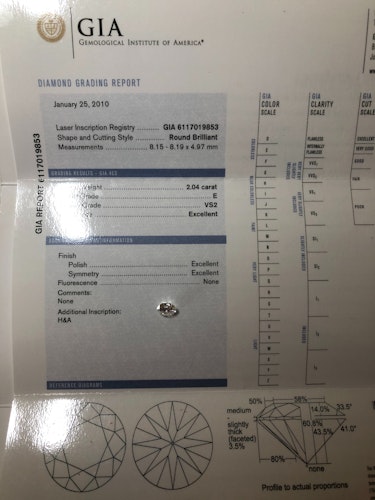 GIA
GEMOLOGICAL INSTITUTE OF AMERICA®
DIAMOND GRADING REPORT
January 25, 2010
Laser Inscription Registry GIA 6117019853
Shape and Cutting Style Round Brilliant
Measurements 8.15 - 8.19 x 4.97 mm
GIA REPORT 6117019853
GRADING RESULTS - GIA 4CS
2.04 carat
Grade E
Grade VS2
Excellent
INFORMATION
Finish
Polish Excellent
Symmetry Excellent
Fluorescence None
Comments:
None
Additional Inscription:
H&A
REFERENCE DIAGRAMS
GIA
COLOR
SCALE
GIA
CLARITY
SCALE
GIA
CUT
SCALE
FLAWLESS
INTERNALLY
FLAWLESS
VVS1
VVS2
VS1
VS2
SI1
SI2
I1
I2
I3
EXCELLENT
VERY GOOD
GOOD
FAIR
POOR
50%
58%
medium
14.0%
33.5°
slightly
thick
(faceted)
3.5%
60.8%
43.5%
41.0°
80%
none
Profile to actual proportions